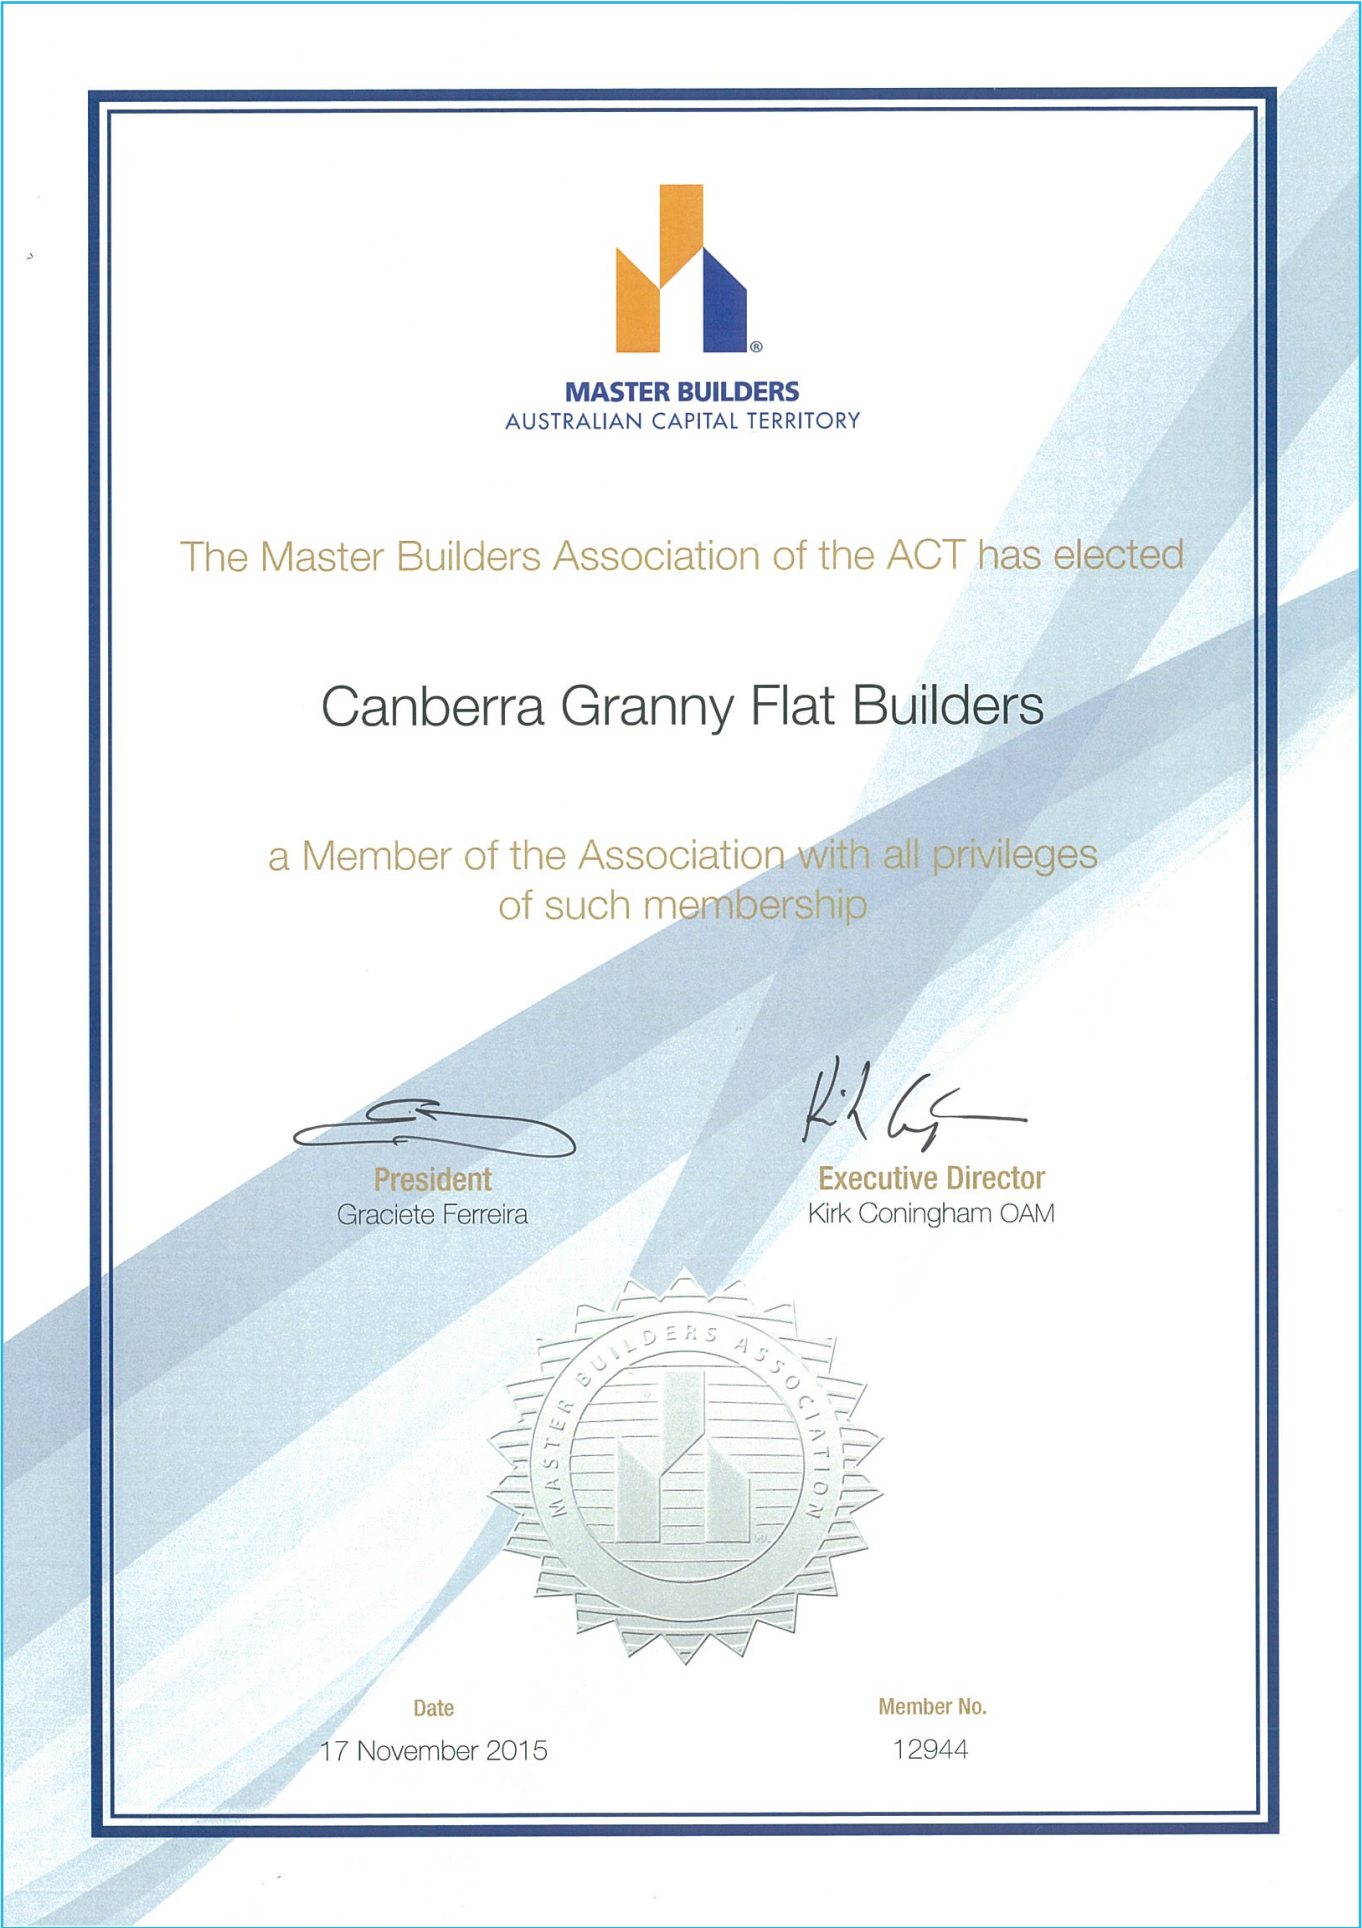 ®
MASTER BUILDERS
AUSTRALIAN CAPITAL TERRITORY
The Master Builders Association of the ACT has elected
Canberra Granny Flat Builders
a Member of the Association with all privileges
of such membership
President
Graciete Ferreira
Executive Director
Kirk Coningham OAM
MASTER BUILDERS ASSOCIATION
®
Date
17 November 2015
Member No.
12944